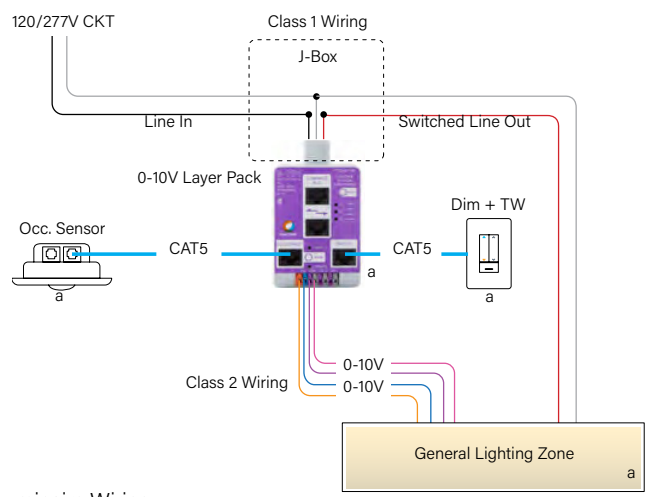 120/277V CKT
Class 1 Wiring
J-Box
Line In
Switched Line Out
0-10V Layer Pack
Dim + TW
Occ. Sensor
CAT5
CAT5
a
a
a
0-10V
Class 2 Wiring
0-10V
General Lighting Zone
a